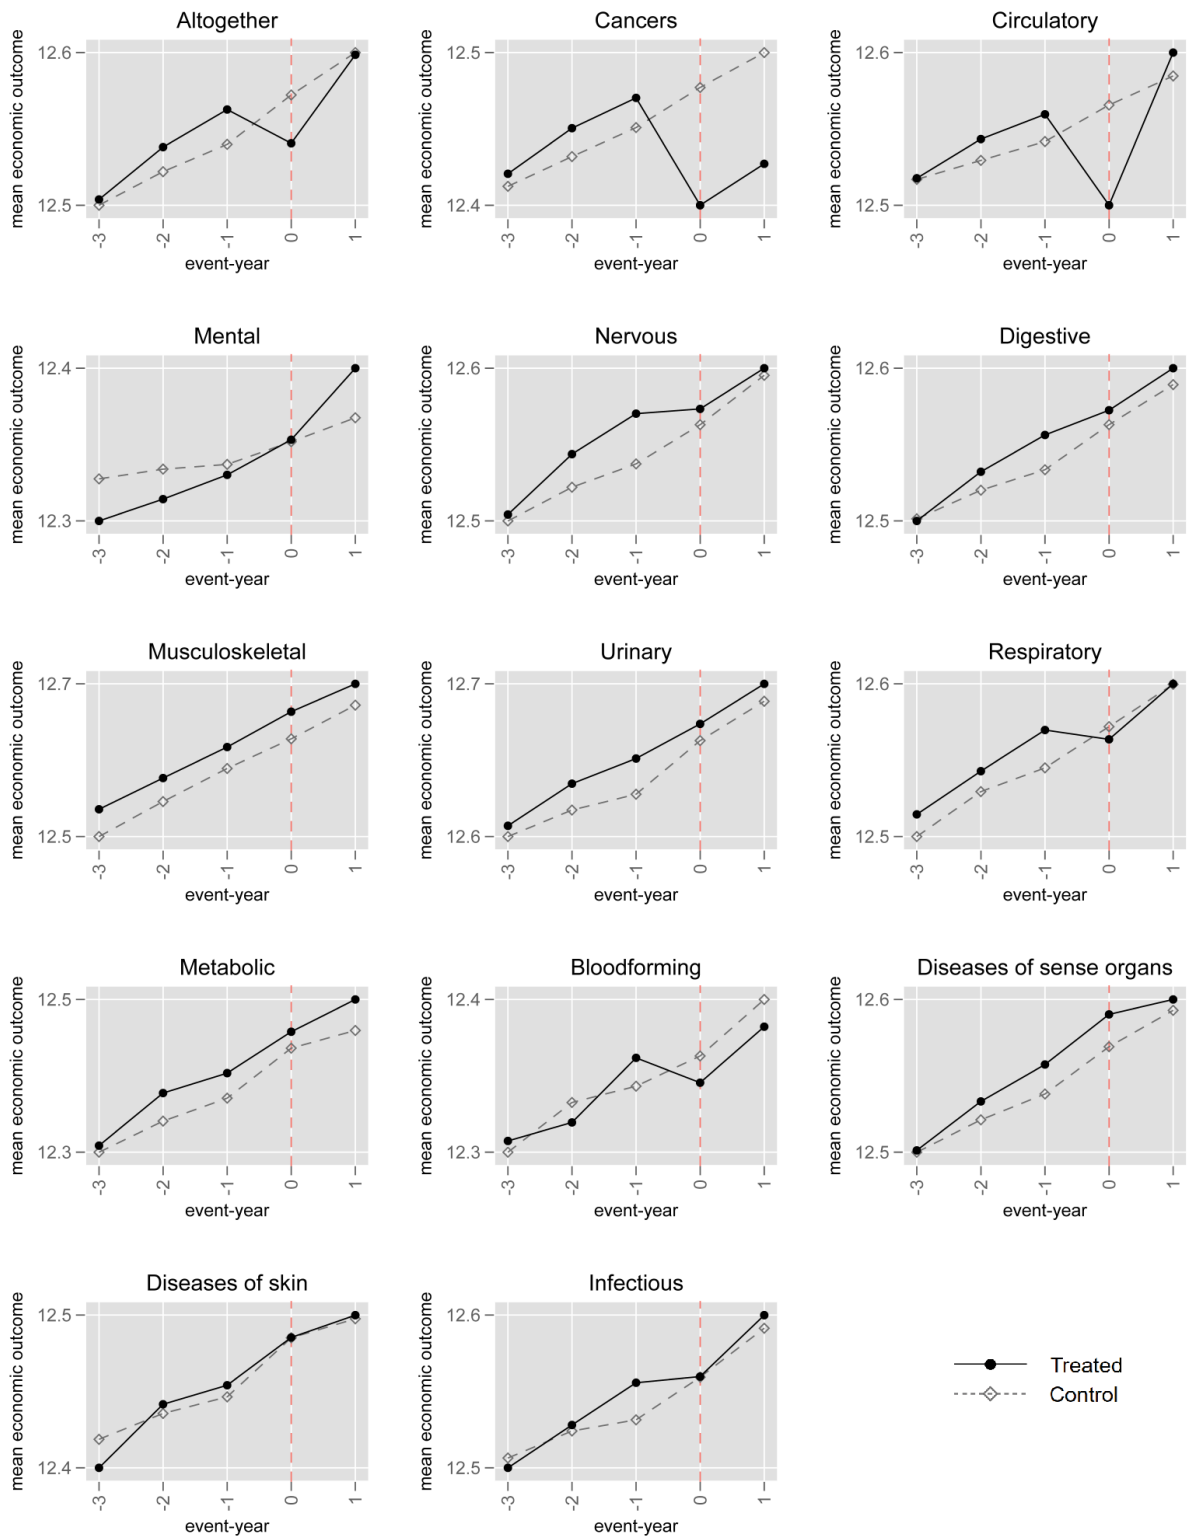 Altogether
mean economic outcome
12.6
12.5
-3 -2 -1 0 1
event-year
Cancers
mean economic outcome
12.5
12.4
-3 -2 -1 0 1
event-year
Circulatory
mean economic outcome
12.6
12.5
-3 -2 -1 0 1
event-year
Mental
mean economic outcome
12.4
12.3
-3 -2 -1 0 1
event-year
Nervous
mean economic outcome
12.6
12.5
-3 -2 -1 0 1
event-year
Digestive
mean economic outcome
12.6
12.5
-3 -2 -1 0 1
event-year
Musculoskeletal
mean economic outcome
12.7
12.5
-3 -2 -1 0 1
event-year
Urinary
mean economic outcome
12.7
12.6
-3 -2 -1 0 1
event-year
Respiratory
mean economic outcome
12.6
12.5
-3 -2 -1 0 1
event-year
Metabolic
mean economic outcome
12.5
12.3
-3 -2 -1 0 1
event-year
Bloodforming
mean economic outcome
12.4
12.3
-3 -2 -1 0 1
event-year
Diseases of sense organs
mean economic outcome
12.6
12.5
-3 -2 -1 0 1
event-year
Diseases of skin
mean economic outcome
12.5
12.4
-3 -2 -1 0 1
event-year
Infectious
mean economic outcome
12.6
12.5
-3 -2 -1 0 1
event-year
Treated
Control